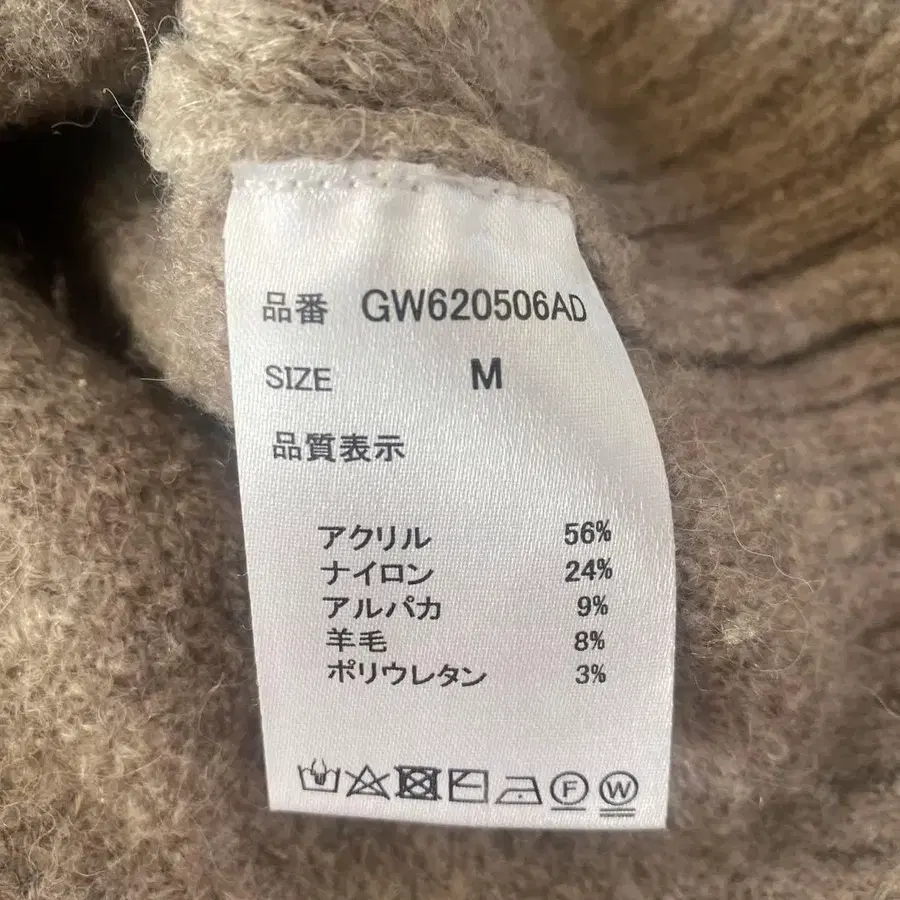 品番 GW620506AD
SIZE M
品質表示
アクリル 56%
ナイロン 24%
アルパカ 9%
羊毛 8%
ポリウレタン 3%
F W